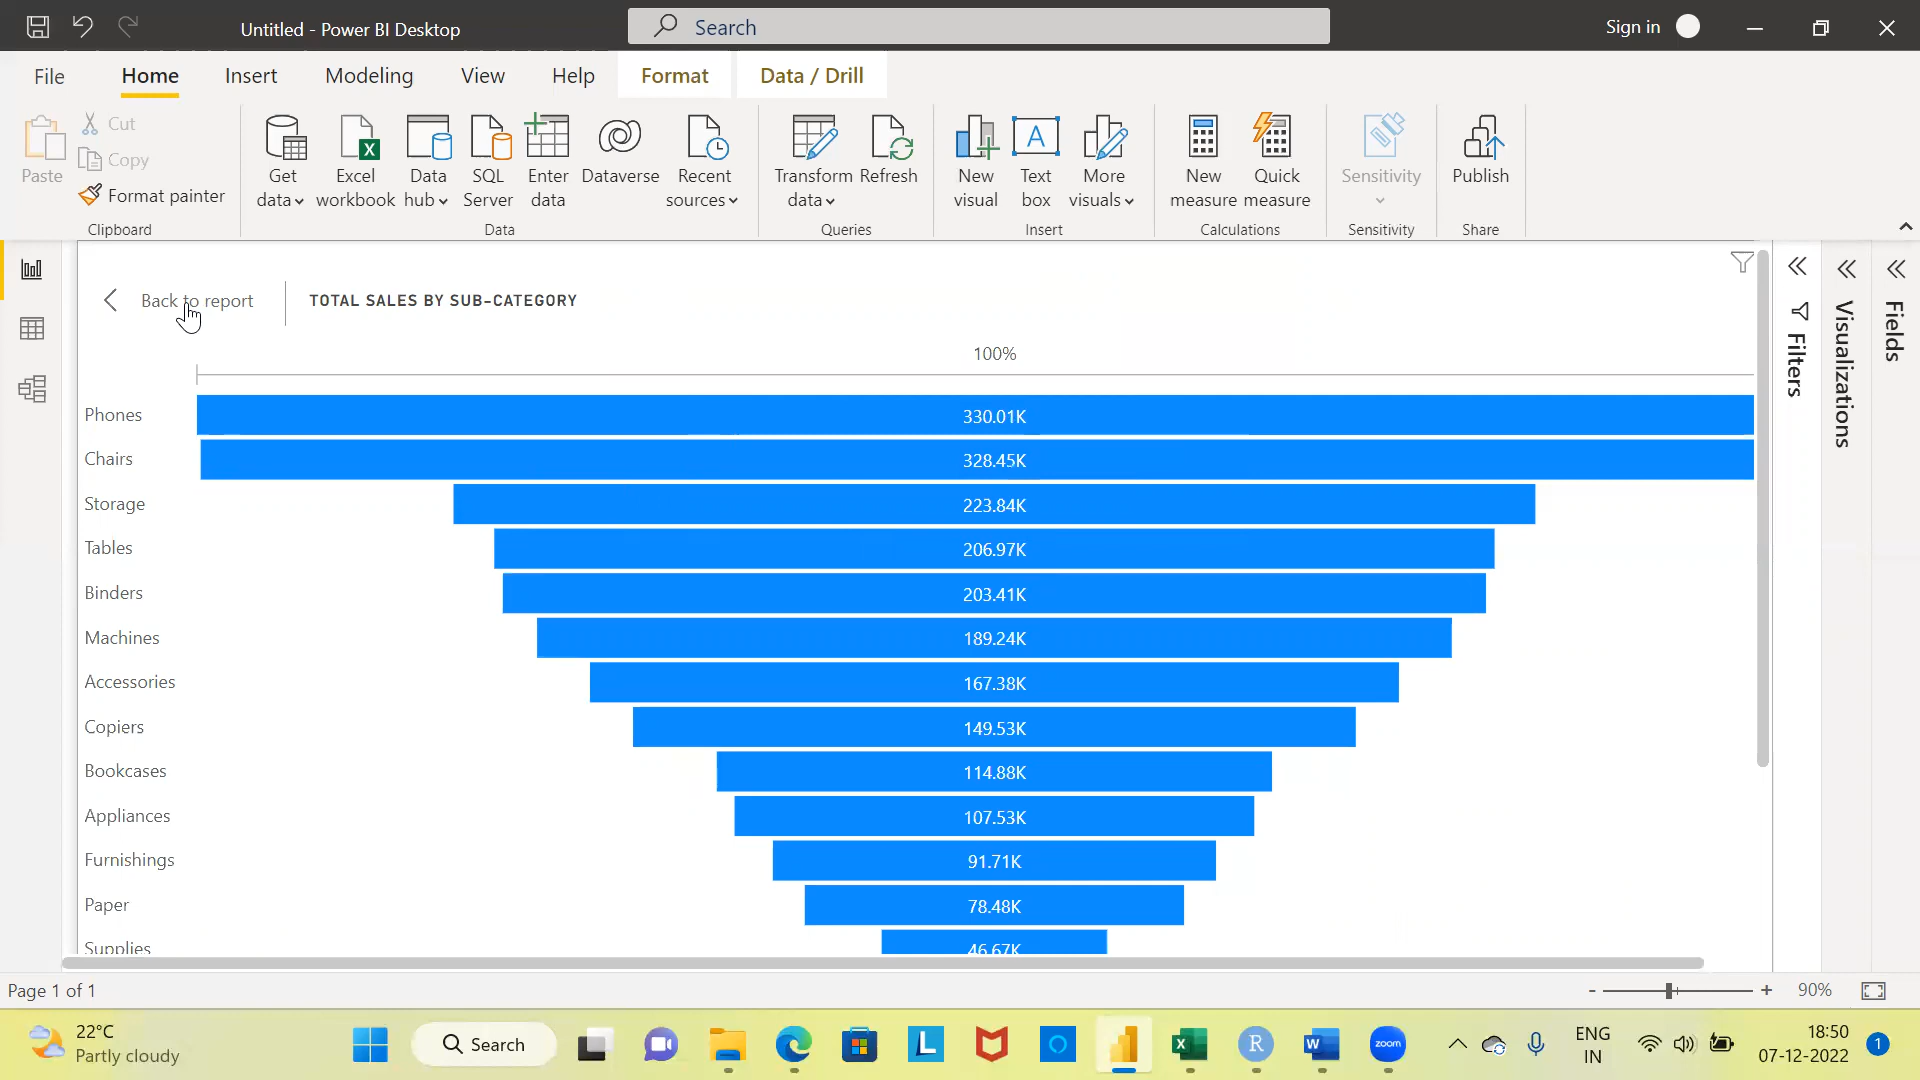 Untitled - Power BI Desktop
Search
Sign in
File
Home
Insert
Modeling
View
Help
Format
Data / Drill
Paste
Cut
Copy
Format painter
Clipboard
Get data
Excel workbook
Data hub
SQL Server
Enter data
Dataverse
Recent sources
Data
Transform data
Refresh
Queries
New visual
Text box
More visuals
Insert
New measure
Quick measure
Calculations
Sensitivity
Sensitivity
Publish
Share
Back to report
TOTAL SALES BY SUB-CATEGORY
Filters
Visualizations
Fields
100%
Phones 330.01K
Chairs 328.45K
Storage 223.84K
Tables 206.97K
Binders 203.41K
Machines 189.24K
Accessories 167.38K
Copiers 149.53K
Bookcases 114.88K
Appliances 107.53K
Furnishings 91.71K
Paper 78.48K
Supplies 46.67K
Page 1 of 1
- + 90%
22°C
Partly cloudy
Search
L
X
R
W
zoom
ENG
IN
18:50
07-12-2022
1